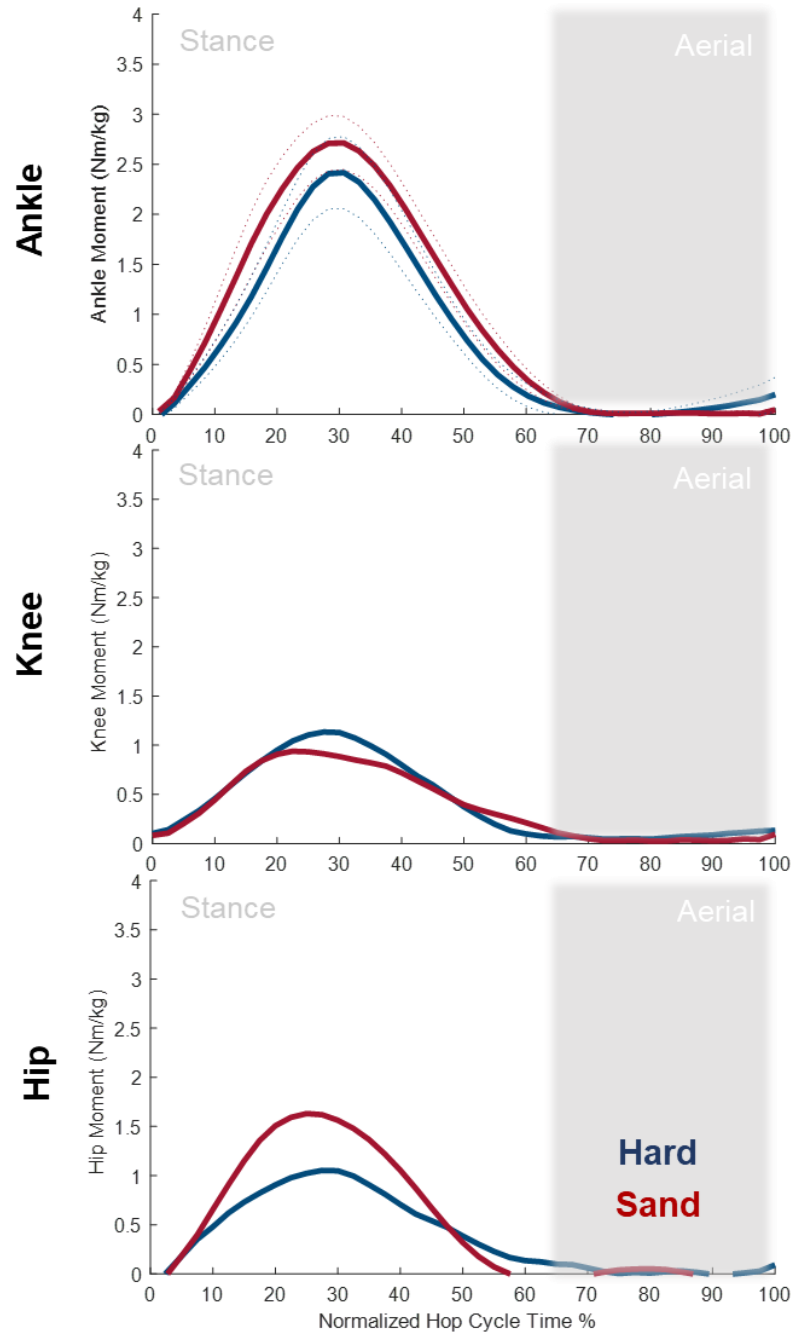 Stance
Aerial
Ankle
Ankle Moment (Nm/kg)
4
3.5
3
2.5
2
1.5
1
0.5
0
0 10 20 30 40 50 60 70 80 90 100
Stance
Aerial
Knee
Knee Moment (Nm/kg)
4
3.5
3
2.5
2
1.5
1
0.5
0
0 10 20 30 40 50 60 70 80 90 100
Stance
Aerial
Hip
Hip Moment (Nm/kg)
4
3.5
3
2.5
2
1.5
1
0.5
0
Hard
Sand
0 10 20 30 40 50 60 70 80 90 100
Normalized Hop Cycle Time %